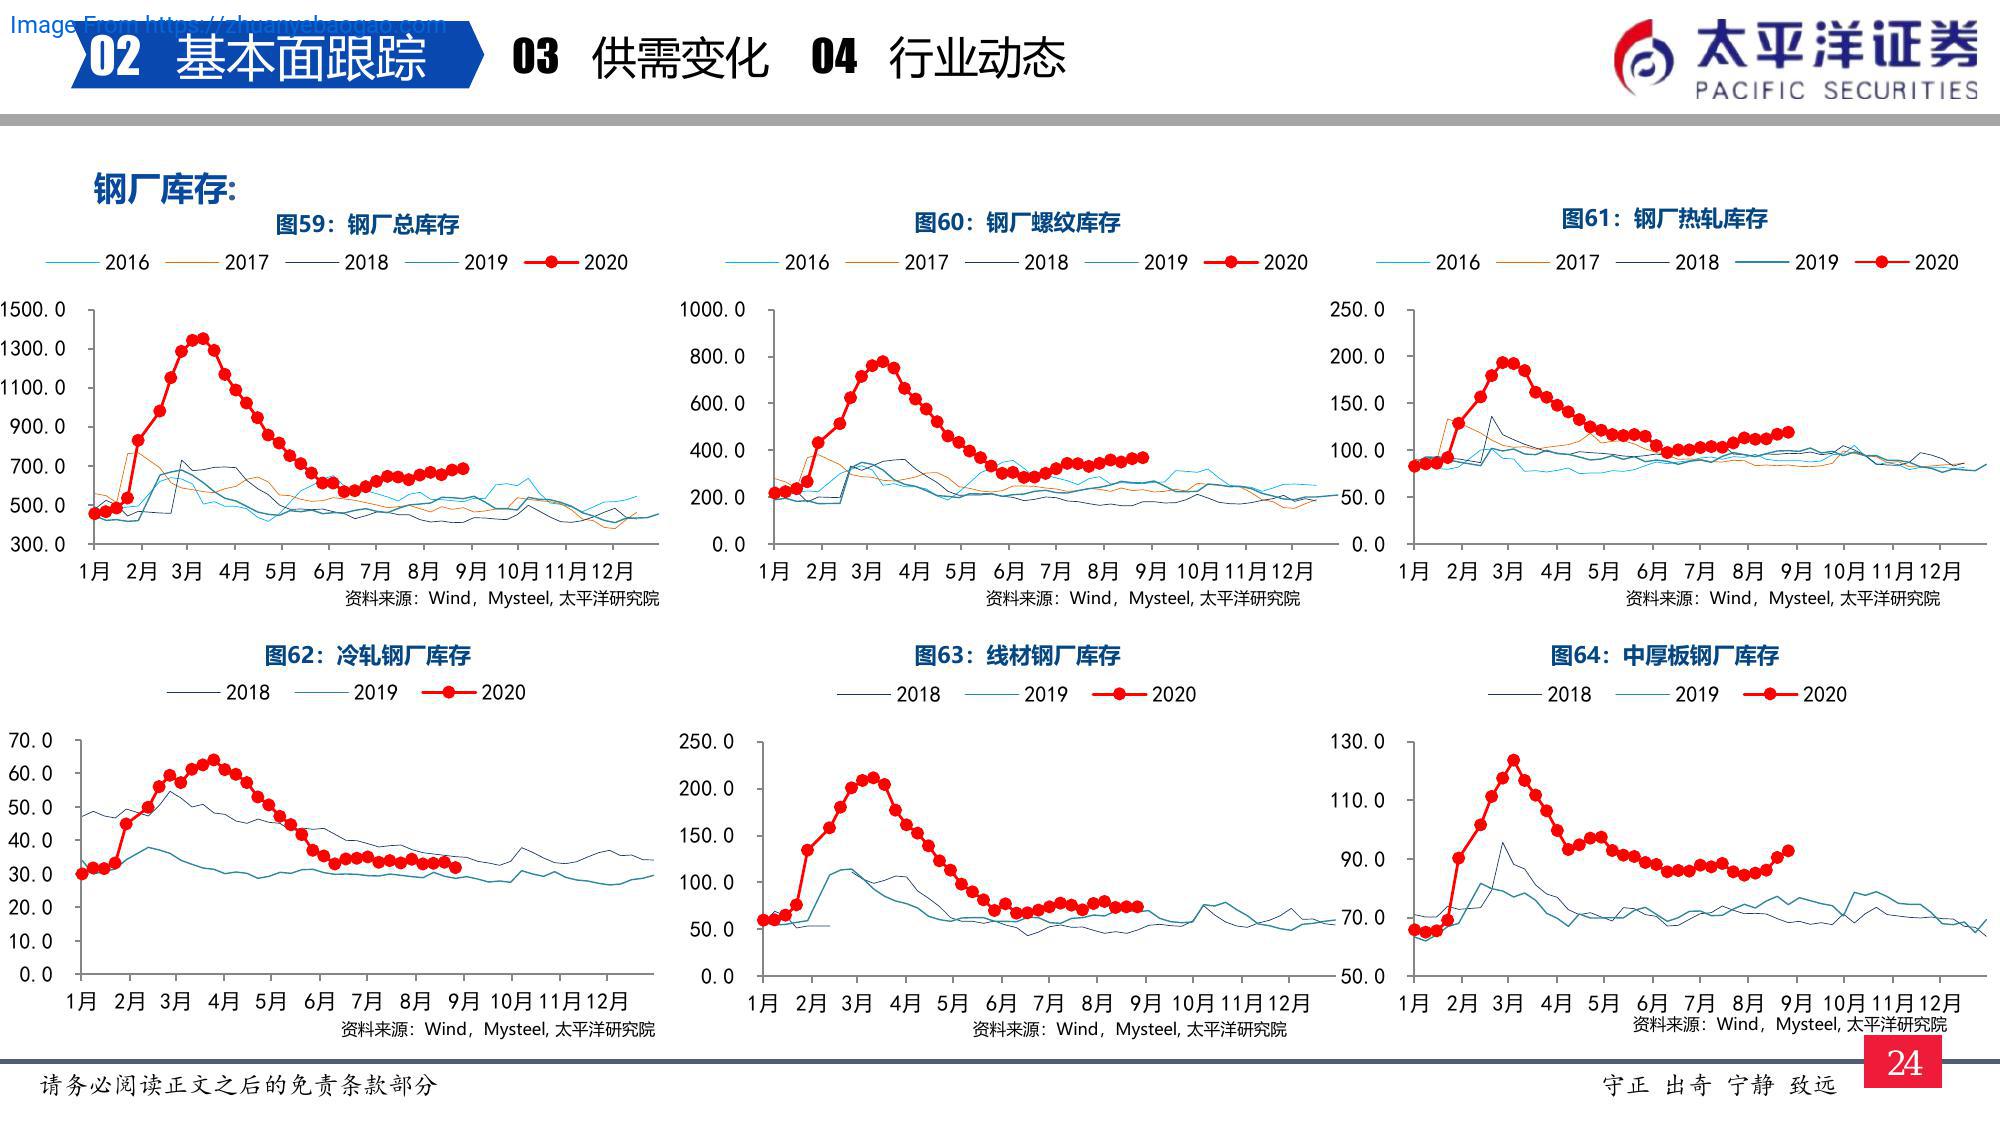 Image From https://zhuanyebaogao.com
02 基本面跟踪 03 供需变化 04 行业动态
太平洋证券
PACIFIC SECURITIES
钢厂库存:
图59：钢厂总库存
2016 2017 2018 2019 2020
1500.0
1300.0
1100.0
900.0
700.0
500.0
300.0
1月 2月 3月 4月 5月 6月 7月 8月 9月 10月 11月 12月
资料来源：Wind，Mysteel, 太平洋研究院
图60：钢厂螺纹库存
2016 2017 2018 2019 2020
1000.0
800.0
600.0
400.0
200.0
0.0
1月 2月 3月 4月 5月 6月 7月 8月 9月 10月 11月 12月
资料来源：Wind，Mysteel, 太平洋研究院
图61：钢厂热轧库存
2016 2017 2018 2019 2020
250.0
200.0
150.0
100.0
50.0
0.0
1月 2月 3月 4月 5月 6月 7月 8月 9月 10月 11月 12月
资料来源：Wind，Mysteel, 太平洋研究院
图62：冷轧钢厂库存
2018 2019 2020
70.0
60.0
50.0
40.0
30.0
20.0
10.0
0.0
1月 2月 3月 4月 5月 6月 7月 8月 9月 10月 11月 12月
资料来源：Wind，Mysteel, 太平洋研究院
图63：线材钢厂库存
2018 2019 2020
250.0
200.0
150.0
100.0
50.0
0.0
1月 2月 3月 4月 5月 6月 7月 8月 9月 10月 11月 12月
资料来源：Wind，Mysteel, 太平洋研究院
图64：中厚板钢厂库存
2018 2019 2020
130.0
110.0
90.0
70.0
50.0
1月 2月 3月 4月 5月 6月 7月 8月 9月 10月 11月 12月
资料来源：Wind，Mysteel, 太平洋研究院
请务必阅读正文之后的免责条款部分
守正 出奇 宁静 致远
24